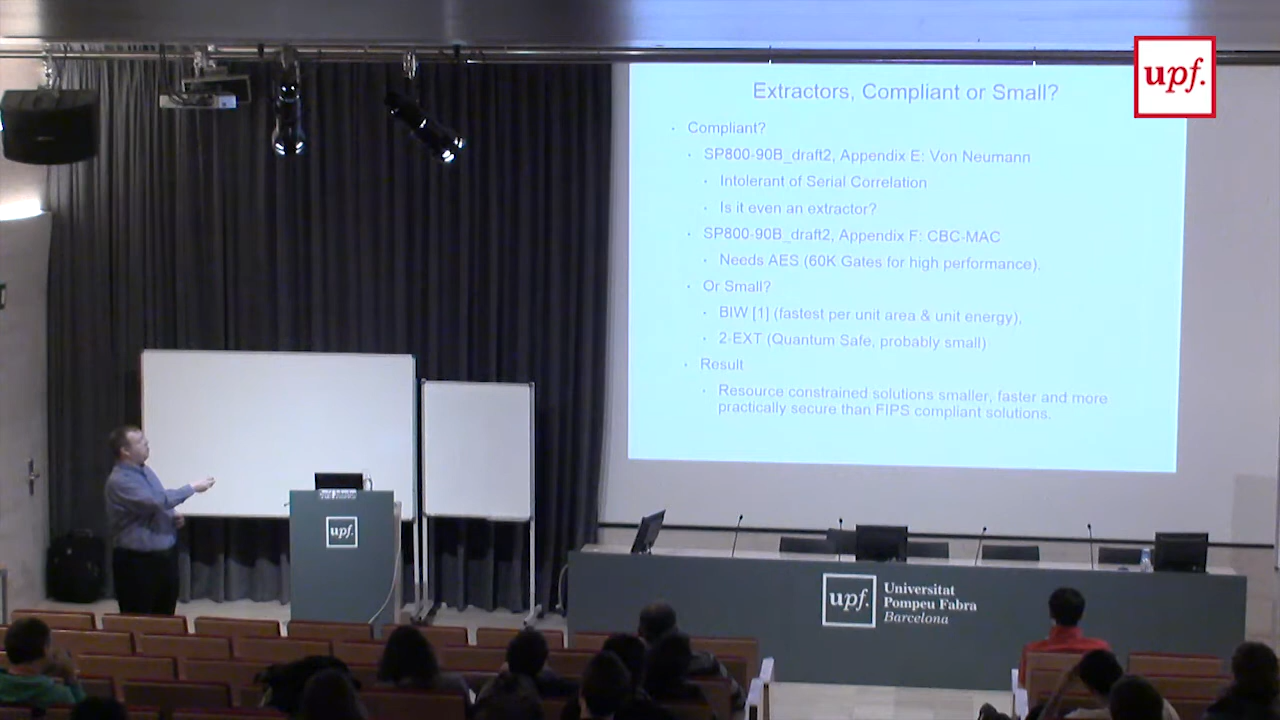 upf.
Extractors, Compliant or Small?
Compliant?
SP800-90B_draft2, Appendix E: Von Neumann
Intolerant of Serial Correlation
Is it even an extractor?
SP800-90B_draft2, Appendix F: CBC-MAC
Needs AES (60K Gates for high performance).
Or Small?
BIW [1] (fastest per unit area & unit energy),
2-EXT (Quantum Safe, probably small)
Result
Resource constrained solutions smaller, faster and more
practically secure than FIPS compliant solutions.
upf.
upf.
Universitat
Pompeu Fabra
Barcelona